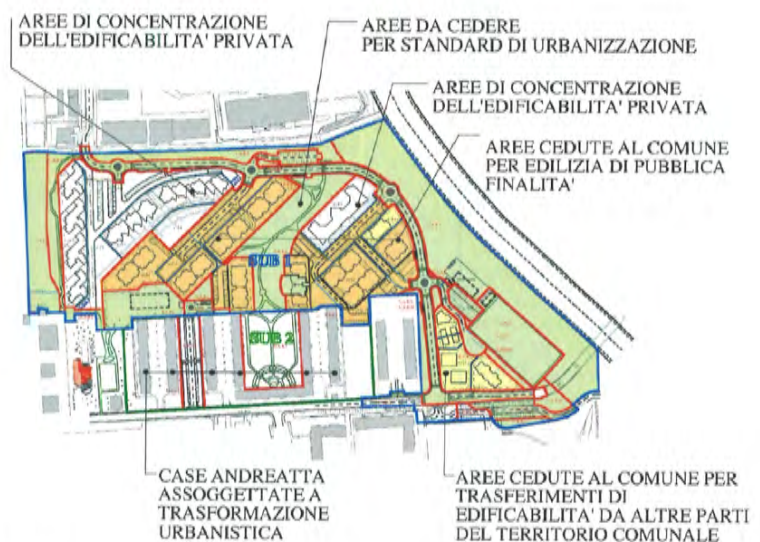 AREE DI CONCENTRAZIONE
DELL'EDIFICABILITA' PRIVATA
AREE DA CEDERE
PER STANDARD DI URBANIZZAZIONE
AREE DI CONCENTRAZIONE
DELL'EDIFICABILITA' PRIVATA
AREE CEDUTE AL COMUNE
PER EDILIZIA DI PUBBLICA
FINALITA'
SUB 1
SUB 2
CASE ANDREATTA
ASSOGGETTATE A
TRASFORMAZIONE
URBANISTICA
AREE CEDUTE AL COMUNE PER
TRASFERIMENTI DI
EDIFICABILITA' DA ALTRE PARTI
DEL TERRITORIO COMUNALE